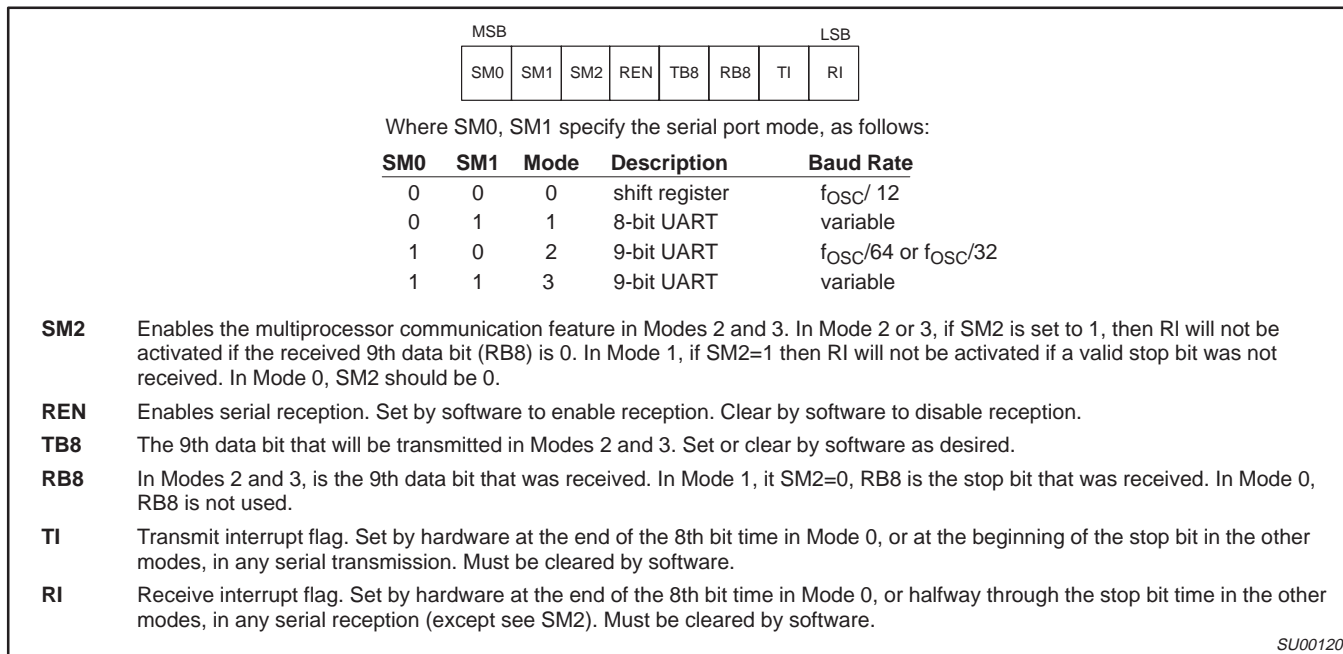 MSB LSB
SM0 SM1 SM2 REN TB8 RB8 TI RI
Where SM0, SM1 specify the serial port mode, as follows:
SM0 SM1 Mode Description Baud Rate
0 0 0 shift register fOSC/ 12
0 1 1 8-bit UART variable
1 0 2 9-bit UART fOSC/64 or fOSC/32
1 1 3 9-bit UART variable
SM2 Enables the multiprocessor communication feature in Modes 2 and 3. In Mode 2 or 3, if SM2 is set to 1, then RI will not be
activated if the received 9th data bit (RB8) is 0. In Mode 1, if SM2=1 then RI will not be activated if a valid stop bit was not
received. In Mode 0, SM2 should be 0.
REN Enables serial reception. Set by software to enable reception. Clear by software to disable reception.
TB8 The 9th data bit that will be transmitted in Modes 2 and 3. Set or clear by software as desired.
RB8 In Modes 2 and 3, is the 9th data bit that was received. In Mode 1, it SM2=0, RB8 is the stop bit that was received. In Mode 0,
RB8 is not used.
TI Transmit interrupt flag. Set by hardware at the end of the 8th bit time in Mode 0, or at the beginning of the stop bit in the other
modes, in any serial transmission. Must be cleared by software.
RI Receive interrupt flag. Set by hardware at the end of the 8th bit time in Mode 0, or halfway through the stop bit time in the other
modes, in any serial reception (except see SM2). Must be cleared by software.
SU00120